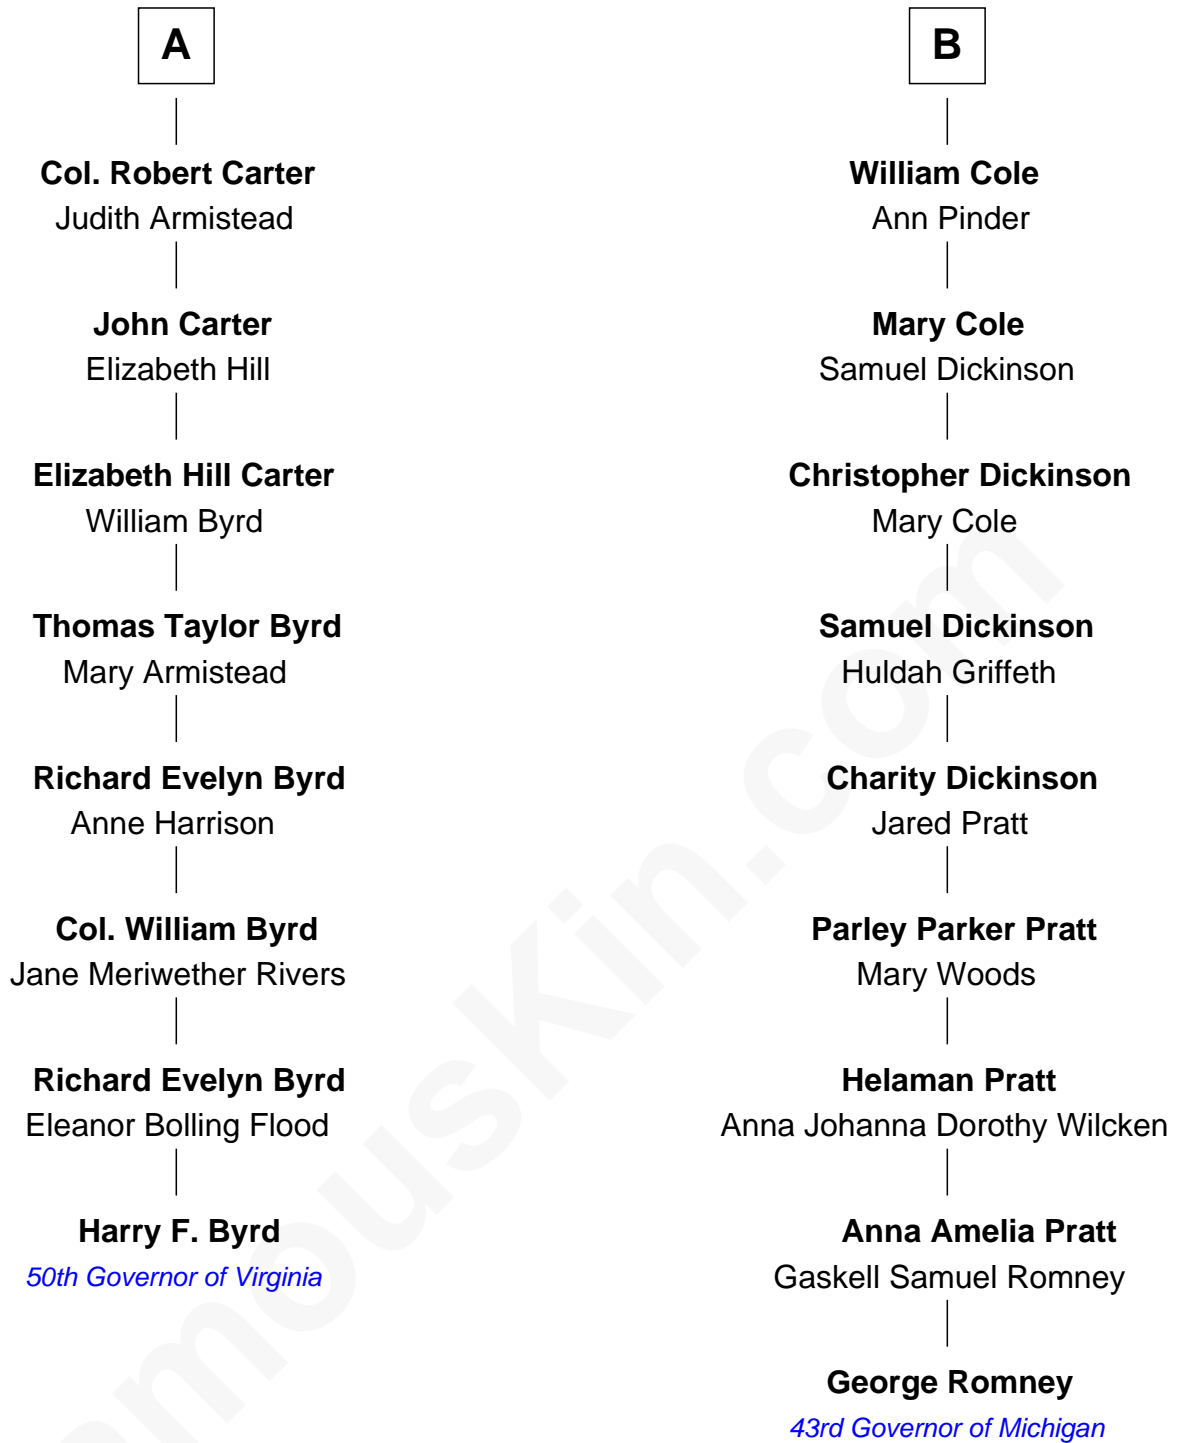 A
Col. Robert Carter
Judith Armistead
John Carter
Elizabeth Hill
Elizabeth Hill Carter
William Byrd
Thomas Taylor Byrd
Mary Armistead
Richard Evelyn Byrd
Anne Harrison
Col. William Byrd
Jane Meriwether Rivers
Richard Evelyn Byrd
Eleanor Bolling Flood
Harry F. Byrd
50th Governor of Virginia
B
William Cole
Ann Pinder
Mary Cole
Samuel Dickinson
Christopher Dickinson
Mary Cole
Samuel Dickinson
Huldah Griffeth
Charity Dickinson
Jared Pratt
Parley Parker Pratt
Mary Woods
Helaman Pratt
Anna Johanna Dorothy Wilcken
Anna Amelia Pratt
Gaskell Samuel Romney
George Romney
43rd Governor of Michigan
amousKin.com